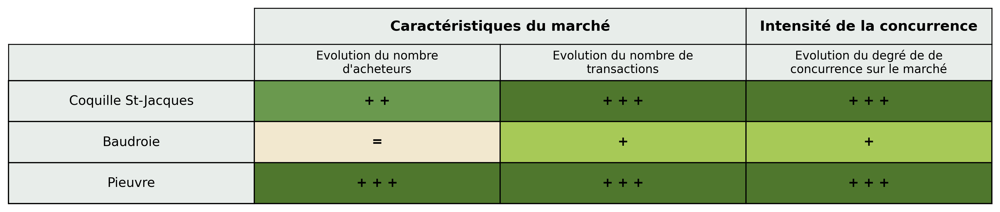 Caractéristiques du marché
Intensité de la concurrence
Evolution du nombre
d'acheteurs
Evolution du nombre de
transactions
Evolution du degré de de
concurrence sur le marché
Coquille St-Jacques
+ +
+ + +
+ + +
Baudroie
=
+
+
Pieuvre
+ + +
+ + +
+ + +